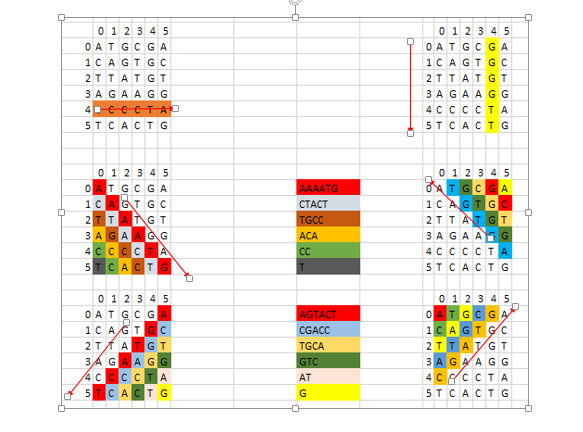 0 1 2 3 4 5 0 1 2 3 4 5
0 A T G C G A 0 A T G C G A
1 C A G T G C 1 C A G T G C
2 T T A T G T 2 T T A T G T
3 A G A A G G 3 A G A A G G
4 C C C C T A 4 C C C C T A
5 T C A C T G 5 T C A C T G
0 1 2 3 4 5 0 1 2 3 4 5
0 A T G C G A AAAATG 0 A T G C G A
1 C A G T G C CTACT 1 C A G T G C
2 T T A T G T TGCC 2 T T A T G T
3 A G A A G G ACA 3 A G A A G G
4 C C C C T A CC 4 C C C C T A
5 T C A C T G T 5 T C A C T G
0 1 2 3 4 5 0 1 2 3 4 5
0 A T G C G A AGTACT 0 A T G C G A
1 C A G T G C CGACC 1 C A G T G C
2 T T A T G T TGCA 2 T T A T G T
3 A G A A G G GTC 3 A G A A G G
4 C C C C T A AT 4 C C C C T A
5 T C A C T G G 5 T C A C T G